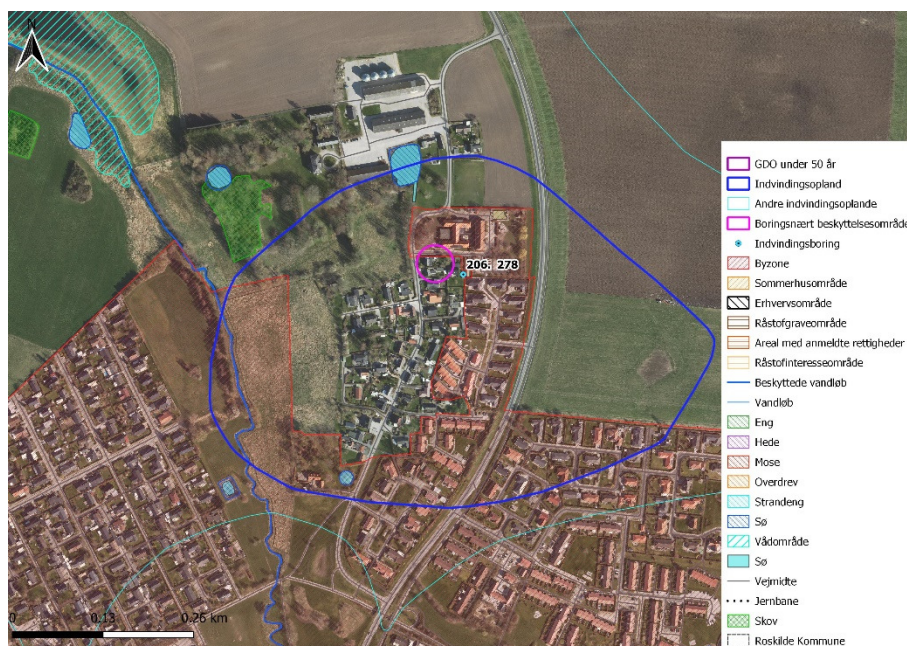 N
GDO under 50 år
Indvindingsopland
Andre indvindingsoplande
Boringsnært beskyttelsesområde
206. 278
Indvindingsboring
Byzone
Sommerhusområde
Erhvervsområde
Råstofgraveområde
Areal med anmeldte rettigheder
Råstofinteresseområde
Beskyttede vandløb
Vandløb
Eng
Hede
Mose
Overdrev
Strandeng
Sø
Vådområde
Sø
Vejmidte
Jernbane
Skov
Roskilde Kommune
0 0.13 0.26 km